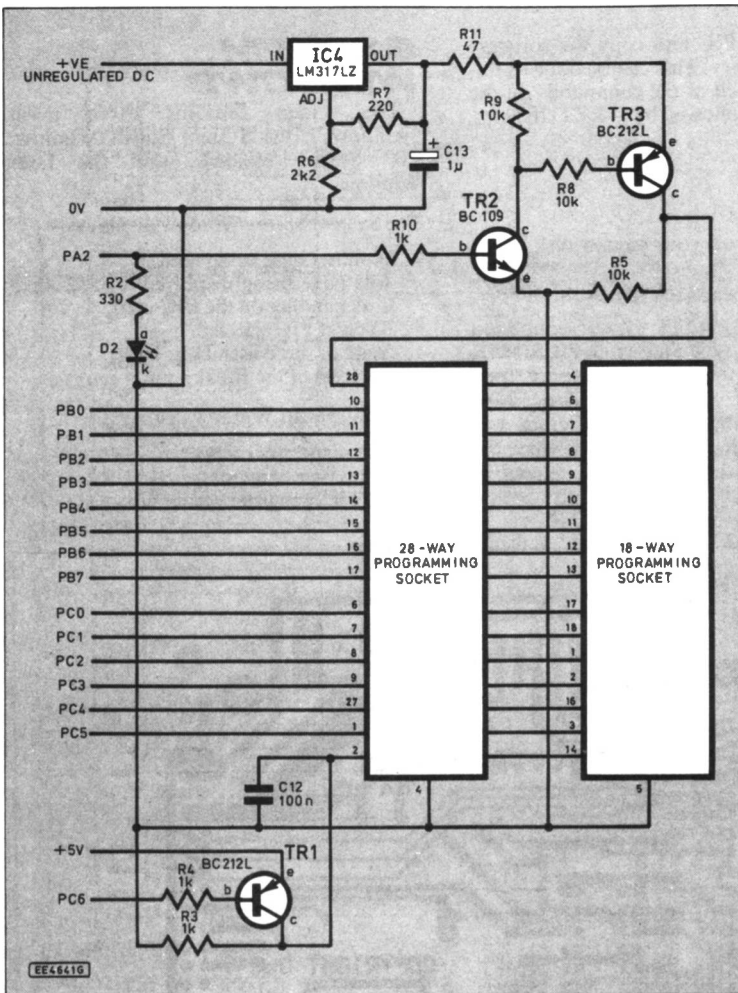 R11
47
+VE
UNREGULATED DC
IN
IC4
LM317LZ
OUT
ADJ
R7
220
R9
10k
TR3
BC212L
e
b
c
R6
2k2
+
C13
1µ
R8
10k
0V
TR2
BC109
R10
1k
PA2
b
c
e
R5
10k
R2
330
a
D2
k
28
4
PB0
10
6
PB1
11
7
PB2
12
8
PB3
13
9
PB4
14
10
PB5
15
11
PB6
16
12
PB7
17
13
28-WAY
PROGRAMMING
SOCKET
18-WAY
PROGRAMMING
SOCKET
PC0
6
17
PC1
7
18
PC2
8
1
PC3
9
2
PC4
27
16
PC5
1
3
2
14
C12
100n
4
5
+5V
BC212L
TR1
R4
1k
e
PC6
b
R3
1k
c
EE4641G